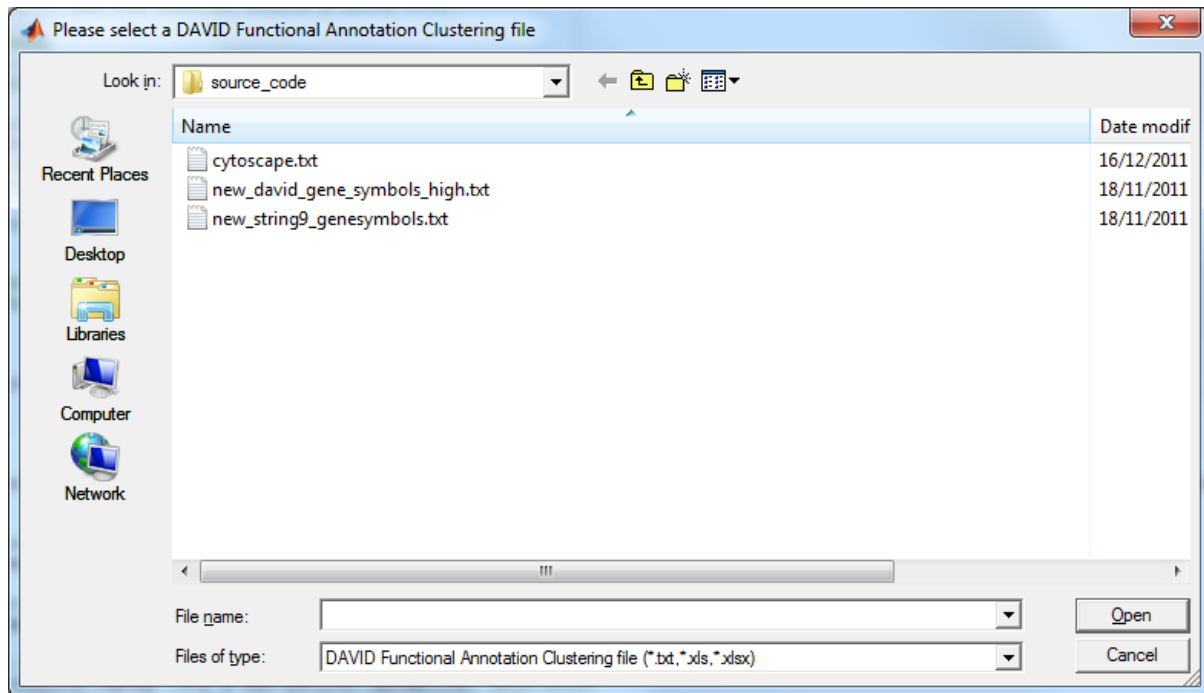 Please select a DAVID Functional Annotation Clustering file
Look in: source_code
Name Date modif
Recent Places
Desktop
Libraries
Computer
Network
cytoscape.txt 16/12/2011
new_david_gene_symbols_high.txt 18/11/2011
new_string9_genesymbols.txt 18/11/2011
File name: Open
Files of type: DAVID Functional Annotation Clustering file (*.txt,*.xls,*.xlsx) Cancel